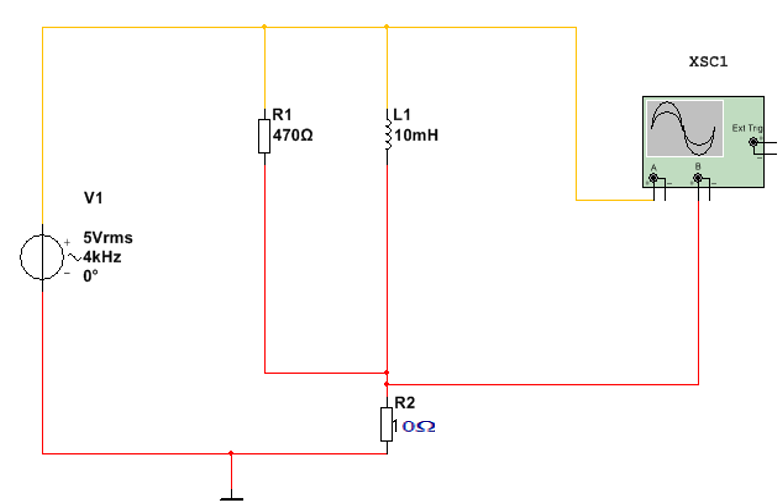 XSC1
Ext Trig
+
−
A
B
+ − + −
R1
470Ω
L1
10mH
V1
+
−
5Vrms
4kHz
0°
R2
10Ω